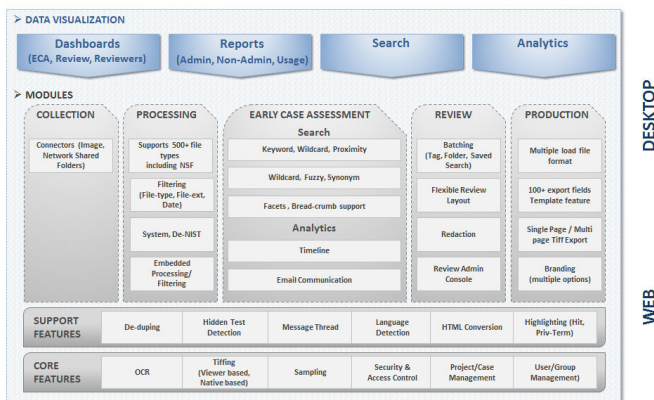 ➢ DATA VISUALIZATION
Dashboards
(ECA, Review, Reviewers)
Reports
(Admin, Non-Admin, Usage)
Search
Analytics
➢ MODULES
COLLECTION
Connectors (Image,
Network Shared
Folders)
PROCESSING
Supports 500+ file
types
including NSF
Filtering
(File-type, File-ext,
Date)
System, De-NIST
Embedded
Processing/
Filtering
EARLY CASE ASSESSMENT
Search
Keyword, Wildcard, Proximity
Wildcard, Fuzzy, Synonym
Facets , Bread-crumb support
Analytics
Timeline
Email Communication
REVIEW
Batching
(Tag, Folder, Saved
Search)
Flexible Review
Layout
Redaction
Review Admin
Console
PRODUCTION
Multiple load file
format
100+ export fields
Template feature
Single Page / Multi
page Tiff Export
Branding
(multiple options)
SUPPORT
FEATURES
De-duping
Hidden Test
Detection
Message Thread
Language
Detection
HTML Conversion
Highlighting (Hit,
Priv-Term)
CORE
FEATURES
OCR
Tiffing
(Viewer based,
Native based)
Sampling
Security &
Access Control
Project/Case
Management
User/Group
Management)
DESKTOP
WEB